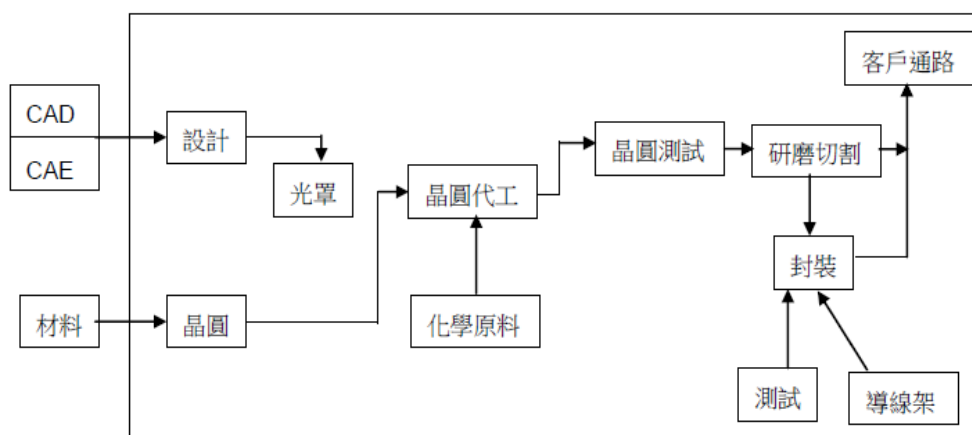 客戶通路
CAD
CAE
設計
光罩
晶圓代工
晶圓測試
研磨切割
封裝
材料
晶圓
化學原料
測試
導線架